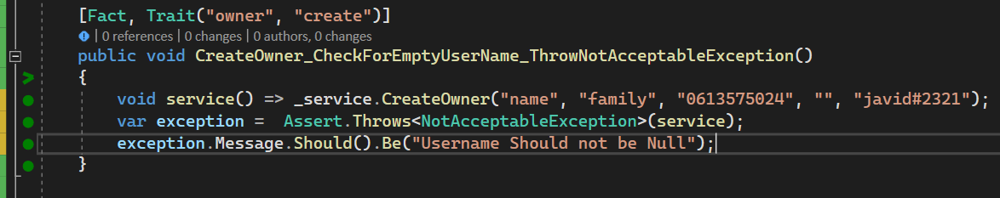 [Fact, Trait("owner", "create")]
0 references | 0 changes | 0 authors, 0 changes
public void CreateOwner_CheckForEmptyUserName_ThrowNotAcceptableException()
{
void service() => _service.CreateOwner("name", "family", "0613575024", "", "javid#2321");
var exception =  Assert.Throws<NotAcceptableException>(service);
exception.Message.Should().Be("Username Should not be Null");
}